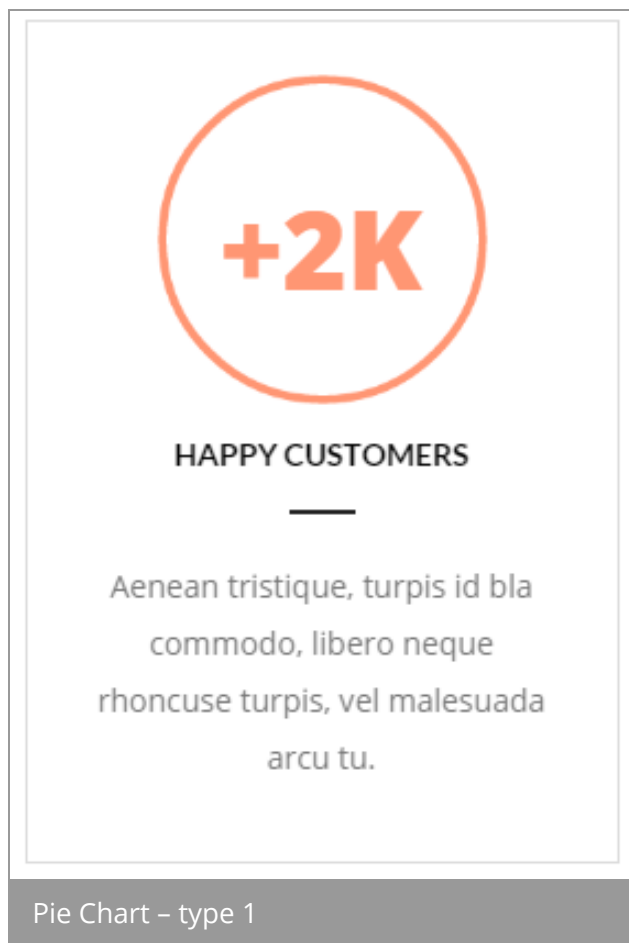 +2K
HAPPY CUSTOMERS
Aenean tristique, turpis id bla
commodo, libero neque
rhoncuse turpis, vel malesuada
arcu tu.
Pie Chart – type 1